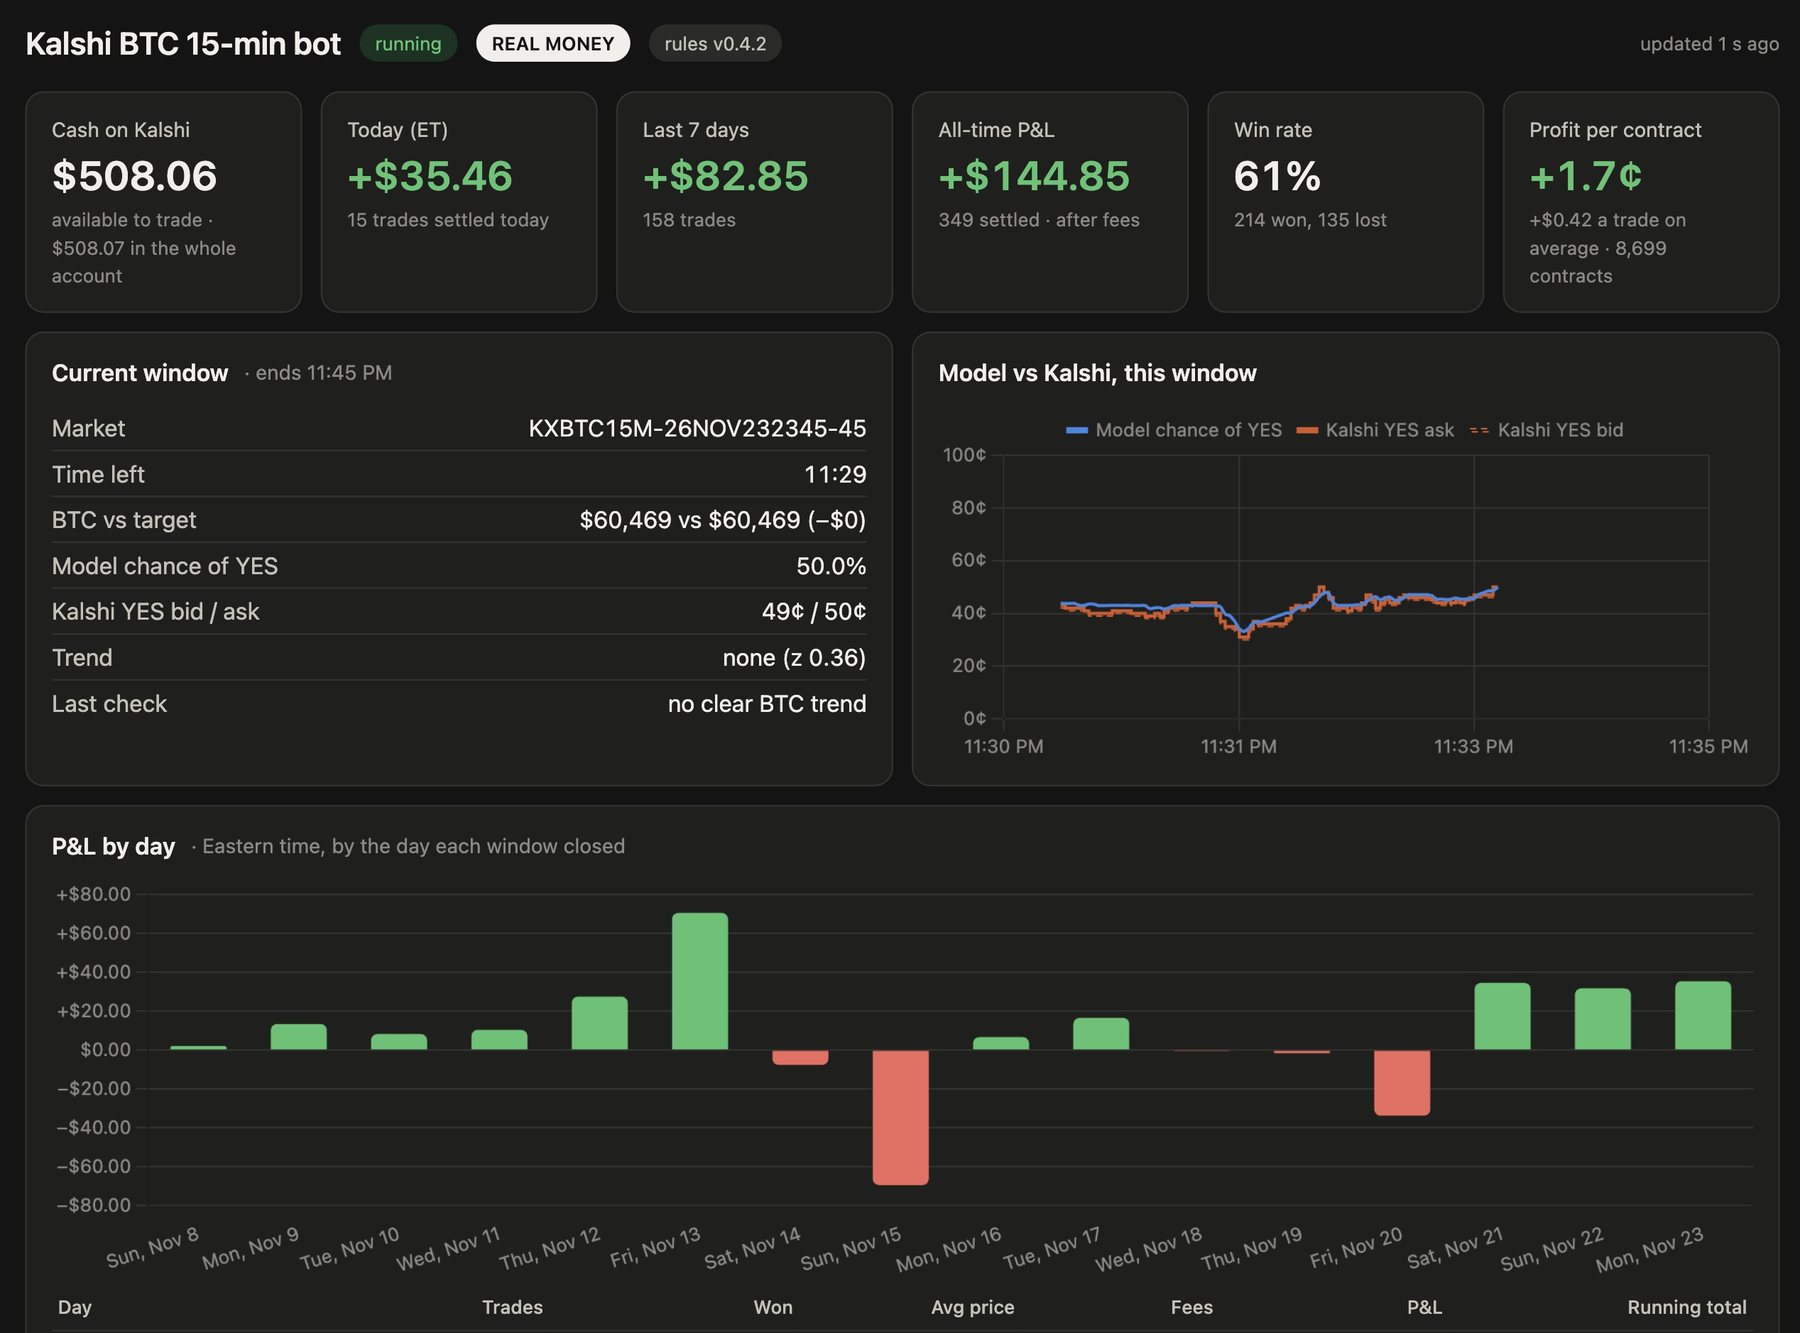 Kalshi BTC 15-min bot running REAL MONEY rules v0.4.2 updated 1 s ago
Cash on Kalshi
$508.06
available to trade ·
$508.07 in the whole
account
Today (ET)
+$35.46
15 trades settled today
Last 7 days
+$82.85
158 trades
All-time P&L
+$144.85
349 settled · after fees
Win rate
61%
214 won, 135 lost
Profit per contract
+1.7¢
+$0.42 a trade on
average · 8,699
contracts
Current window · ends 11:45 PM
Market KXBTC15M-26NOV232345-45
Time left 11:29
BTC vs target $60,469 vs $60,469 (−$0)
Model chance of YES 50.0%
Kalshi YES bid / ask 49¢ / 50¢
Trend none (z 0.36)
Last check no clear BTC trend
Model vs Kalshi, this window
Model chance of YES Kalshi YES ask Kalshi YES bid
100¢
80¢
60¢
40¢
20¢
0¢
11:30 PM 11:31 PM 11:33 PM 11:35 PM
P&L by day · Eastern time, by the day each window closed
+$80.00
+$60.00
+$40.00
+$20.00
$0.00
−$20.00
−$40.00
−$60.00
−$80.00
Sun, Nov 8 Mon, Nov 9 Tue, Nov 10 Wed, Nov 11 Thu, Nov 12 Fri, Nov 13 Sat, Nov 14 Sun, Nov 15 Mon, Nov 16 Tue, Nov 17 Wed, Nov 18 Thu, Nov 19 Fri, Nov 20 Sat, Nov 21 Sun, Nov 22 Mon, Nov 23
Day Trades Won Avg price Fees P&L Running total